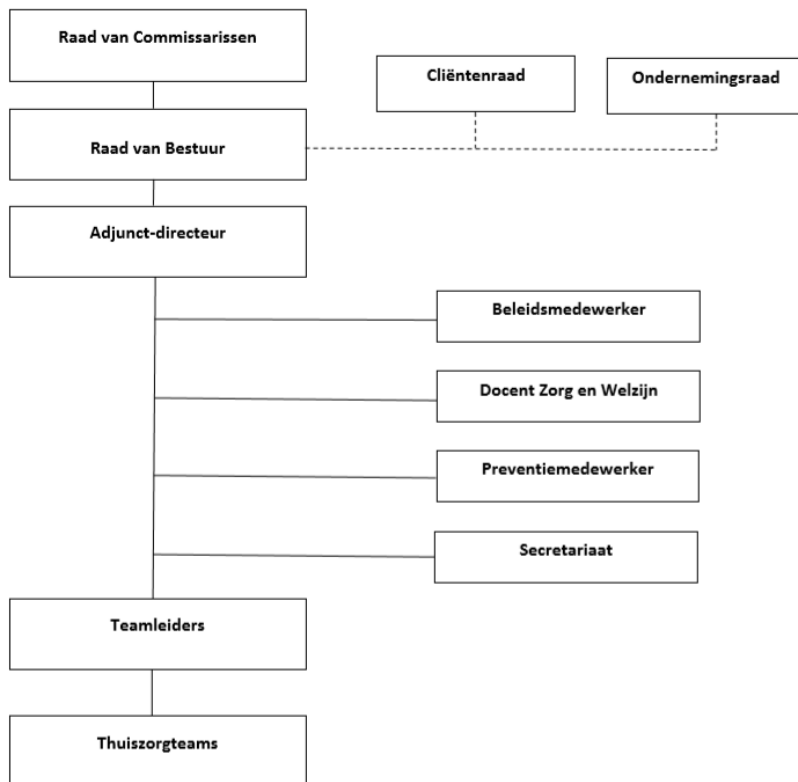 Raad van Commissarissen
Cliëntenraad
Ondernemingsraad
Raad van Bestuur
Adjunct-directeur
Beleidsmedewerker
Docent Zorg en Welzijn
Preventiemedewerker
Secretariaat
Teamleiders
Thuiszorgteams